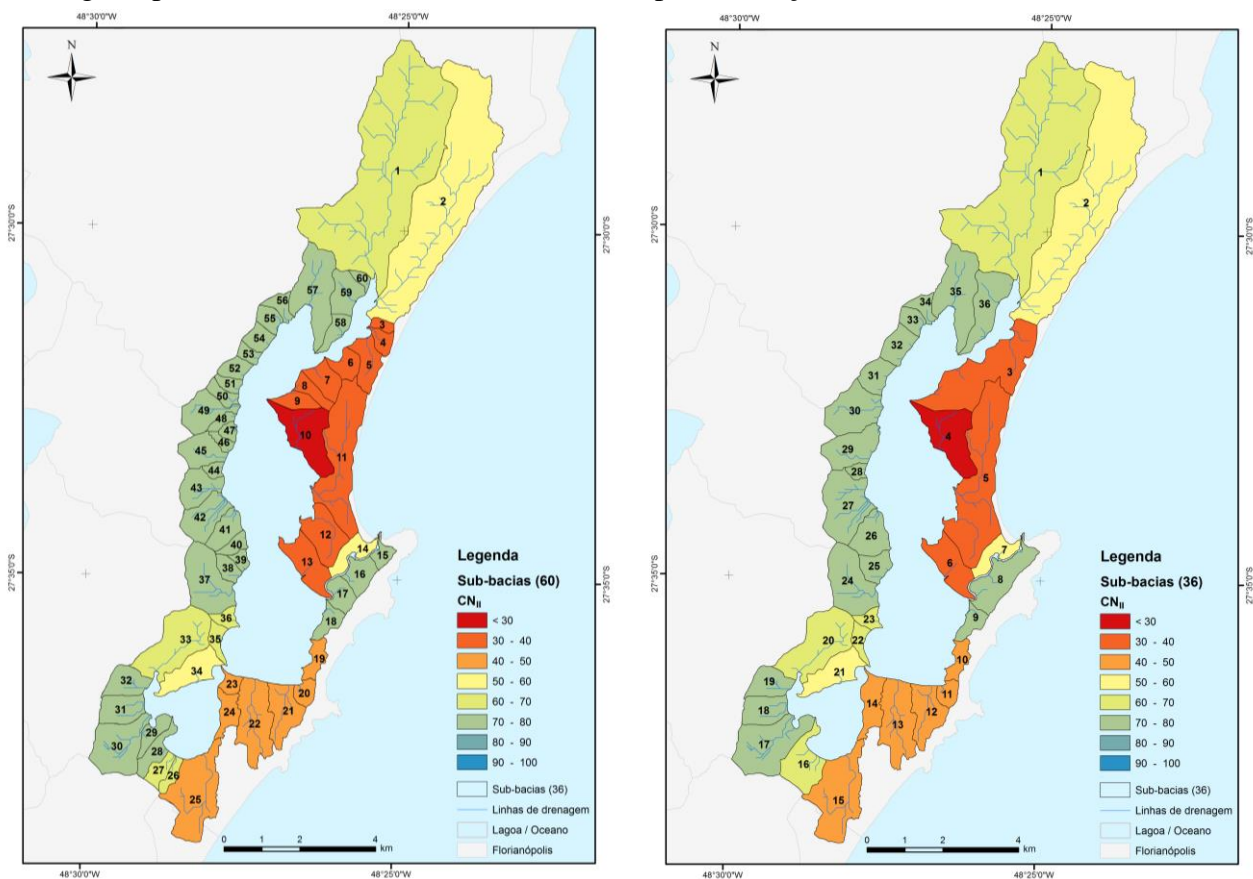 48°30'0"O
48°25'0"O
N
27°30'0"S
27°30'0"S
27°35'0"S
27°35'0"S
1
2
57
60
59
58
56
55
54
53
52
51
50
49
48
47
46
45
44
43
42
41
40
39
38
37
36
35
33
34
32
31
30
29
28
27
26
25
24
23
22
21
20
19
18
17
16
15
14
13
12
11
10
9
8
7
6
5
4
3
Legenda
Sub-bacias (60)
CNII
< 30
30 - 40
40 - 50
50 - 60
60 - 70
70 - 80
80 - 90
90 - 100
Sub-bacias (36)
Linhas de drenagem
Lagoa / Oceano
Florianópolis
0 1 2 4
km
48°30'0"O
48°25'0"O
48°30'0"O
48°25'0"O
N
27°30'0"S
27°30'0"S
27°35'0"S
27°35'0"S
1
2
35
36
34
33
32
31
30
29
28
27
26
25
24
23
22
20
21
19
18
17
16
15
14
13
12
11
10
9
8
7
6
5
4
3
Legenda
Sub-bacias (36)
CNII
< 30
30 - 40
40 - 50
50 - 60
60 - 70
70 - 80
80 - 90
90 - 100
Sub-bacias (36)
Linhas de drenagem
Lagoa / Oceano
Florianópolis
0 1 2 4
km
48°30'0"O
48°25'0"O